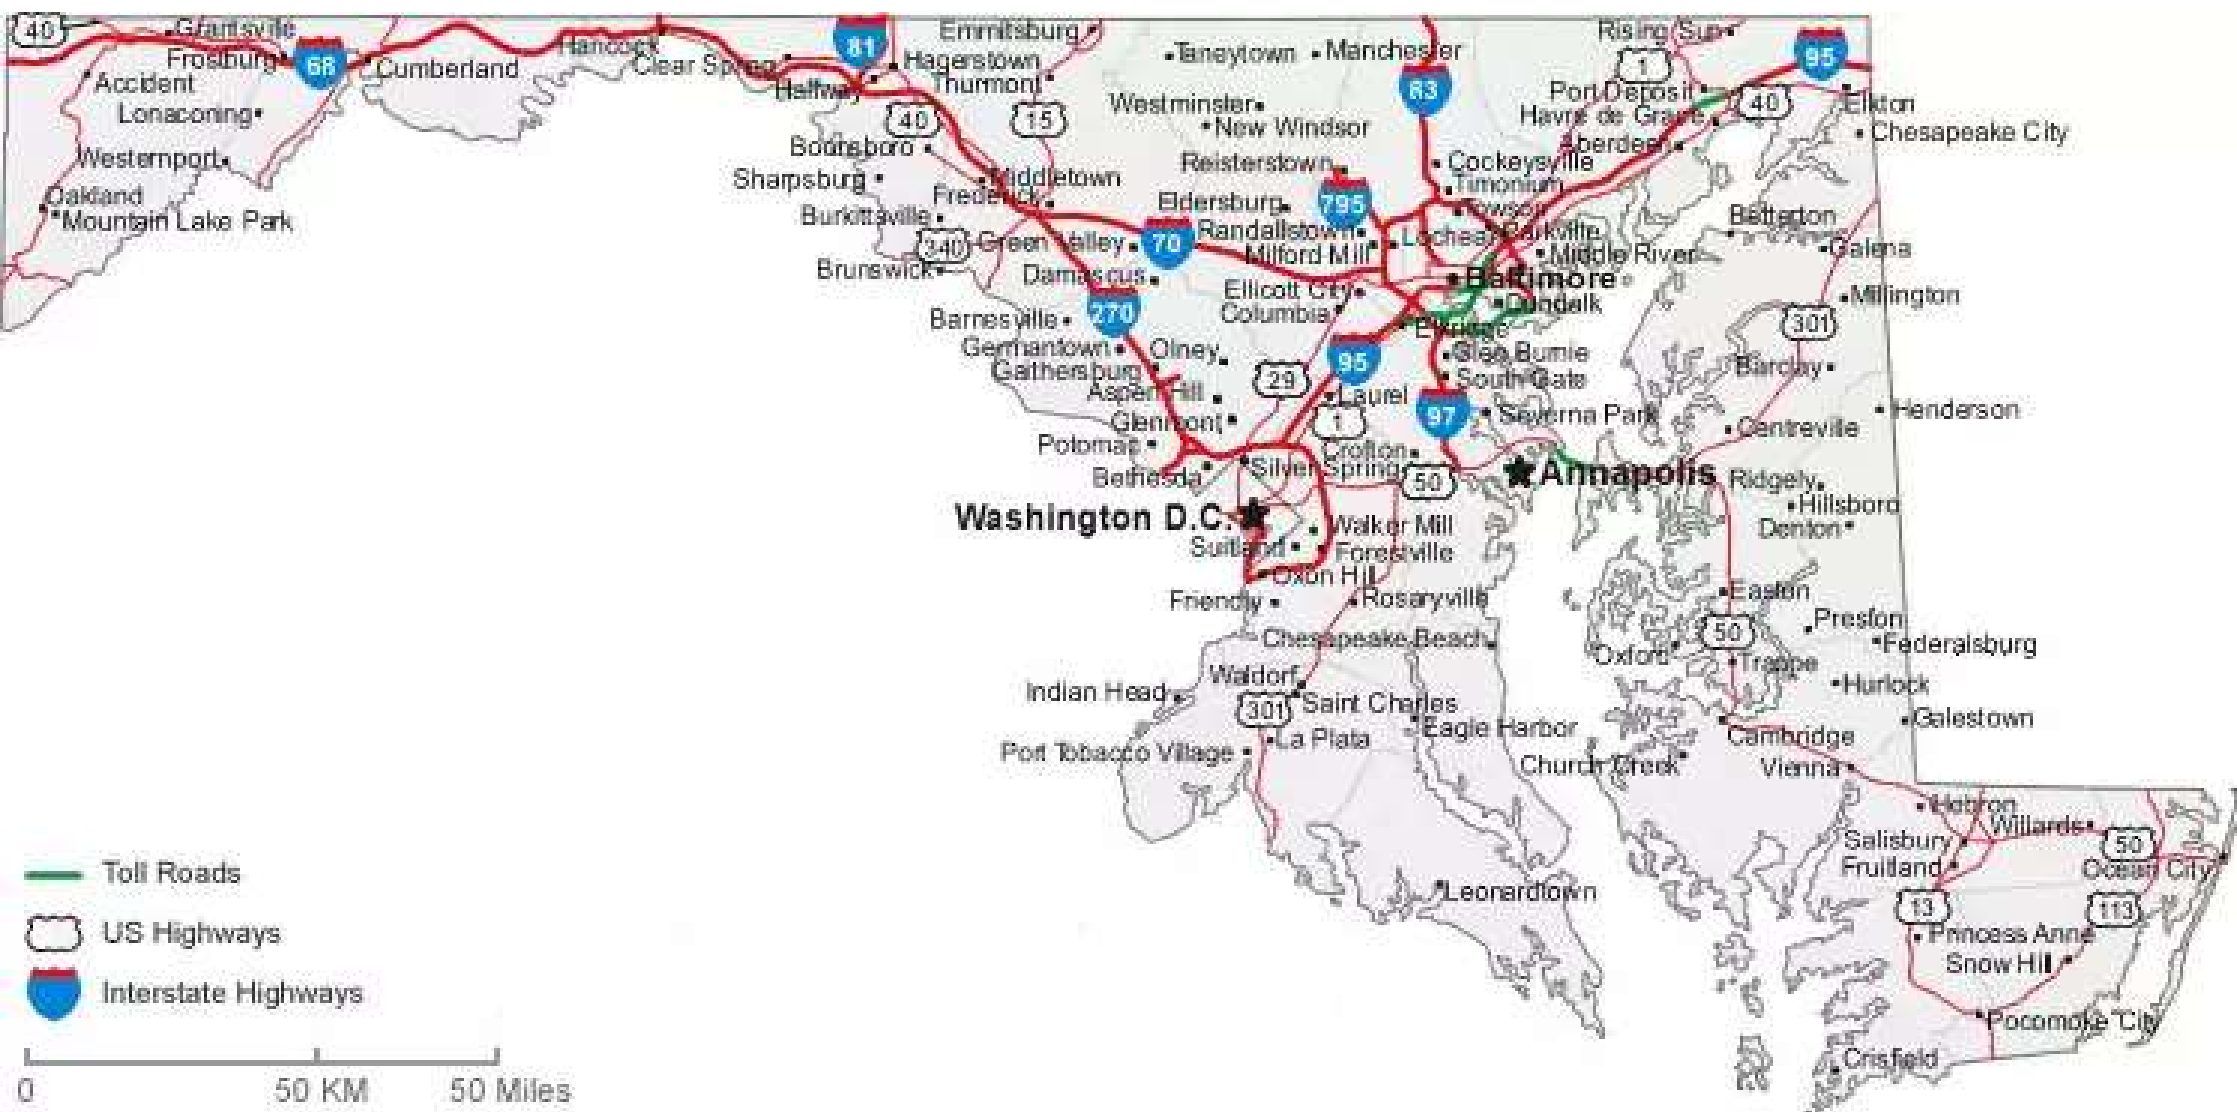 40
Grantsville
Frostburg
68
Cumberland
Hancock
Clear Spring
81
Halfway
Hagerstown
Emmitsburg
Thurmont
Taneytown
Manchester
83
Rising Sun
1
95
Port Deposit
40
Havre de Grace
Elkton
Chesapeake City
Aberdeen
Accident
Lonaconing
Westernport
Oakland
Mountain Lake Park
40
15
Westminster
New Windsor
Boonsboro
Sharpsburg
Middletown
Frederick
Burkittsville
Reisterstown
Cockeysville
Timonium
Towson
795
Eldersburg
Randallstown
Lochearn
Parkville
Milford Mill
Middle River
Betterton
Galena
340
Green Valley
70
Brunswick
Damascus
Baltimore
Dundalk
Ellicott City
Columbia
Elkridge
Millington
301
270
Barnesville
Germantown
Olney
Gathersburg
Aspen Hill
Glenmont
Potomac
Bethesda
29
95
Laurel
1
Glen Burnie
South Gate
97
Severna Park
Barclay
Henderson
Centreville
Crofton
Silver Spring
50
Annapolis
Ridgely
Hillsboro
Denton
Washington D.C.
Walker Mill
Suitland
Forestville
Oxon Hill
Friendly
Rosaryville
Easton
Preston
50
Federalsburg
Chesapeake Beach
Oxford
Trappe
Waldorf
Indian Head
Saint Charles
301
Hurlock
Eagle Harbor
Galestown
La Plata
Port Tobacco Village
Cambridge
Church Creek
Vienna
Hebron
Willards
Salisbury
50
Fruitland
Ocean City
Leonardtown
13
113
Princess Anne
Snow Hill
Pocomoke City
Crisfield
Toll Roads
US Highways
Interstate Highways
0 50 KM 50 Miles